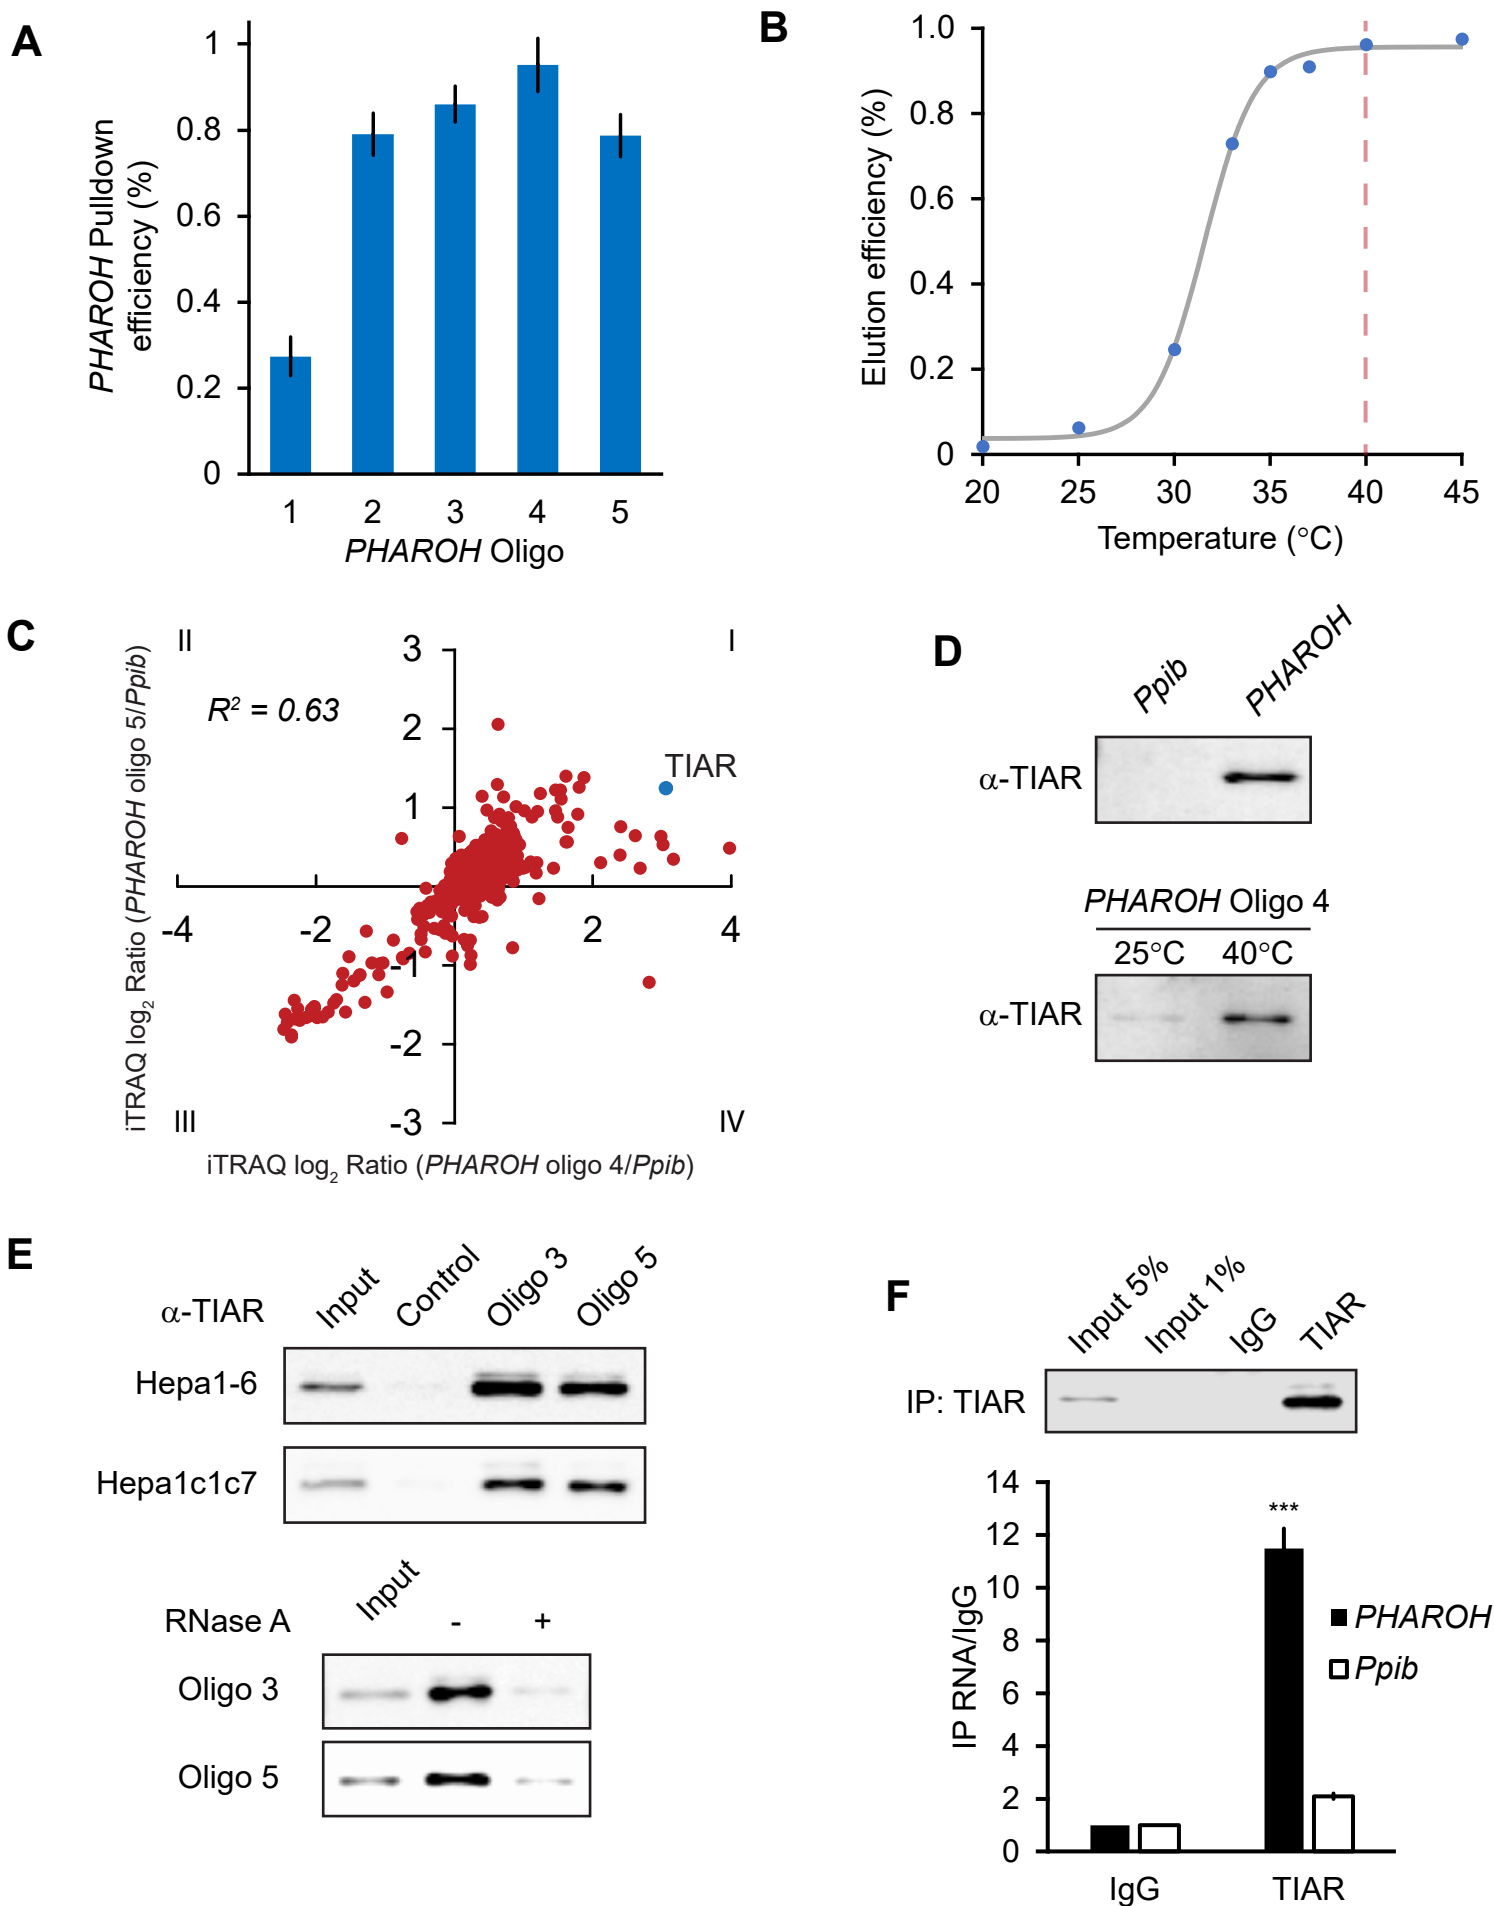 A
PHAROH Pulldown
efficiency (%)
1
0.8
0.6
0.4
0.2
0
1 2 3 4 5
PHAROH Oligo
B
Elution efficiency (%)
1.0
0.8
0.6
0.4
0.2
0
20 25 30 35 40 45
Temperature (°C)
C
II
I
III
IV
R² = 0.63
TIAR
iTRAQ log₂ Ratio (PHAROH oligo 5/Ppib)
3
2
1
-1
-2
-3
-4 -2 2 4
iTRAQ log₂ Ratio (PHAROH oligo 4/Ppib)
D
Ppib PHAROH
α-TIAR
PHAROH Oligo 4
25°C 40°C
α-TIAR
E
α-TIAR
Input Control Oligo 3 Oligo 5
Hepa1-6
Hepa1c1c7
Input
RNase A - +
Oligo 3
Oligo 5
F
Input 5% Input 1% IgG TIAR
IP: TIAR
IP RNA/IgG
14
12
10
8
6
4
2
0
***
PHAROH
Ppib
IgG TIAR